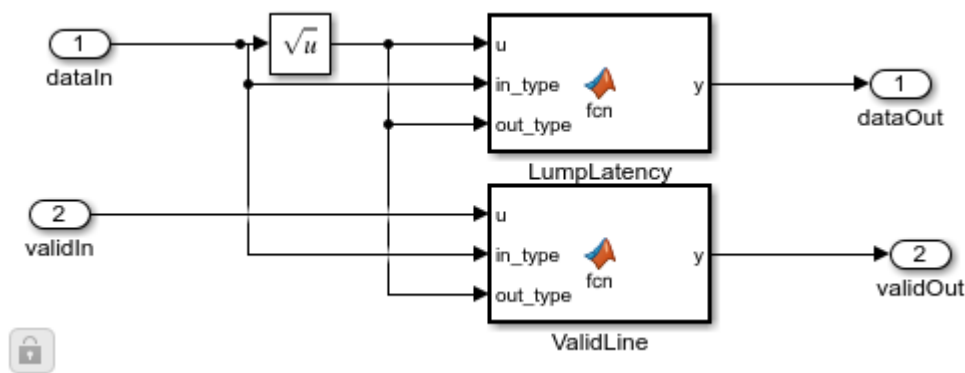 1
dataIn
√u
u
in_type
out_type
fcn
y
LumpLatency
1
dataOut
2
validIn
u
in_type
out_type
fcn
y
ValidLine
2
validOut